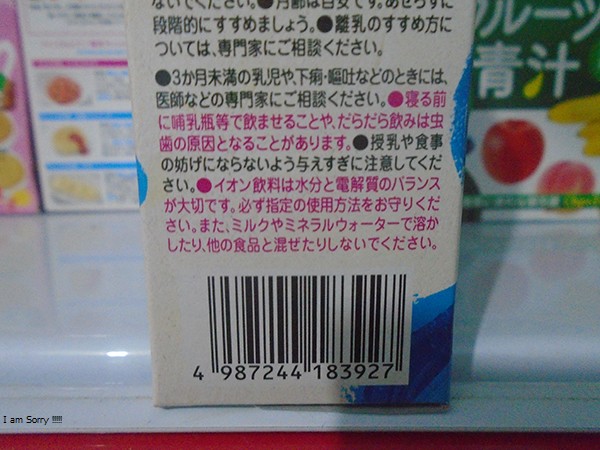 ないでください。●月齢は目安です。あせらずに
段階的にすすめましょう。●離乳のすすめ方に
ついては、専門家にご相談ください。
●3か月未満の乳児や、下痢・嘔吐などのときには、
医師などの専門家にご相談ください。●寝る前
に哺乳瓶等で飲ませることや、だらだら飲みは虫
歯の原因となることがあります。●授乳や食事
の妨げにならないよう与えすぎに注意してくだ
さい。●イオン飲料は水分と電解質のバランス
が大切です。必ず指定の使用方法をお守りくだ
さい。また、ミルクやミネラルウォーターで溶か
したり、他の食品と混ぜたりしないでください。
4 987244 183927
フルーツ
青汁
I am Sorry !!!!!